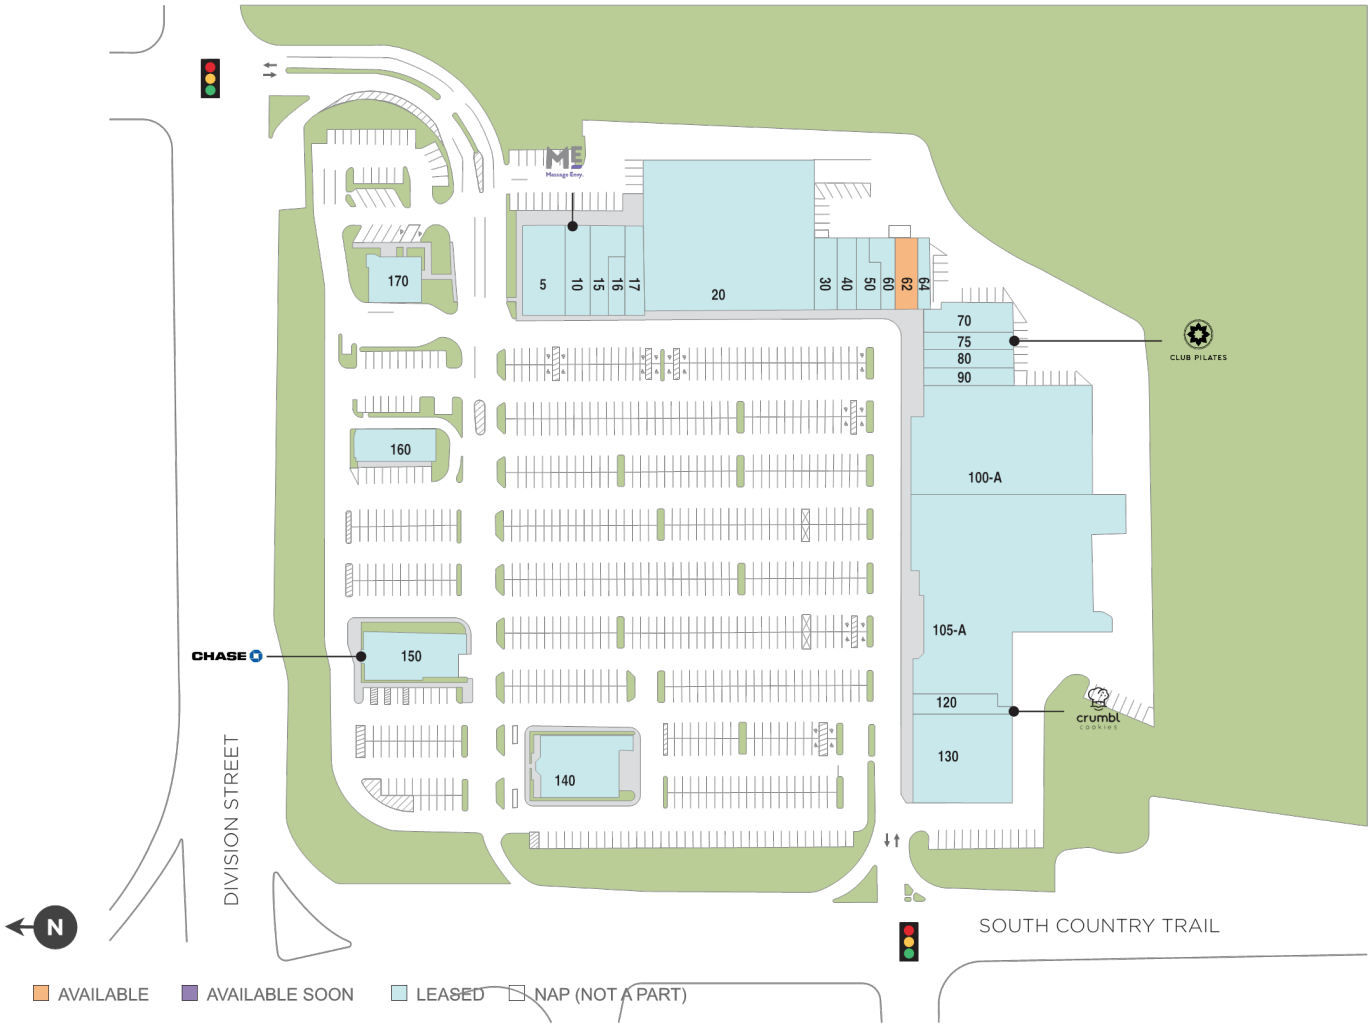 ME
Massage Envy.
170
5
10
15
16
17
20
30
40
50
60
62
64
70
75
80
90
CLUB PILATES
160
100-A
105-A
CHASE
150
120
crumbl
cookies
130
140
DIVISION STREET
N
SOUTH COUNTRY TRAIL
AVAILABLE
AVAILABLE SOON
LEASED
NAP (NOT A PART)